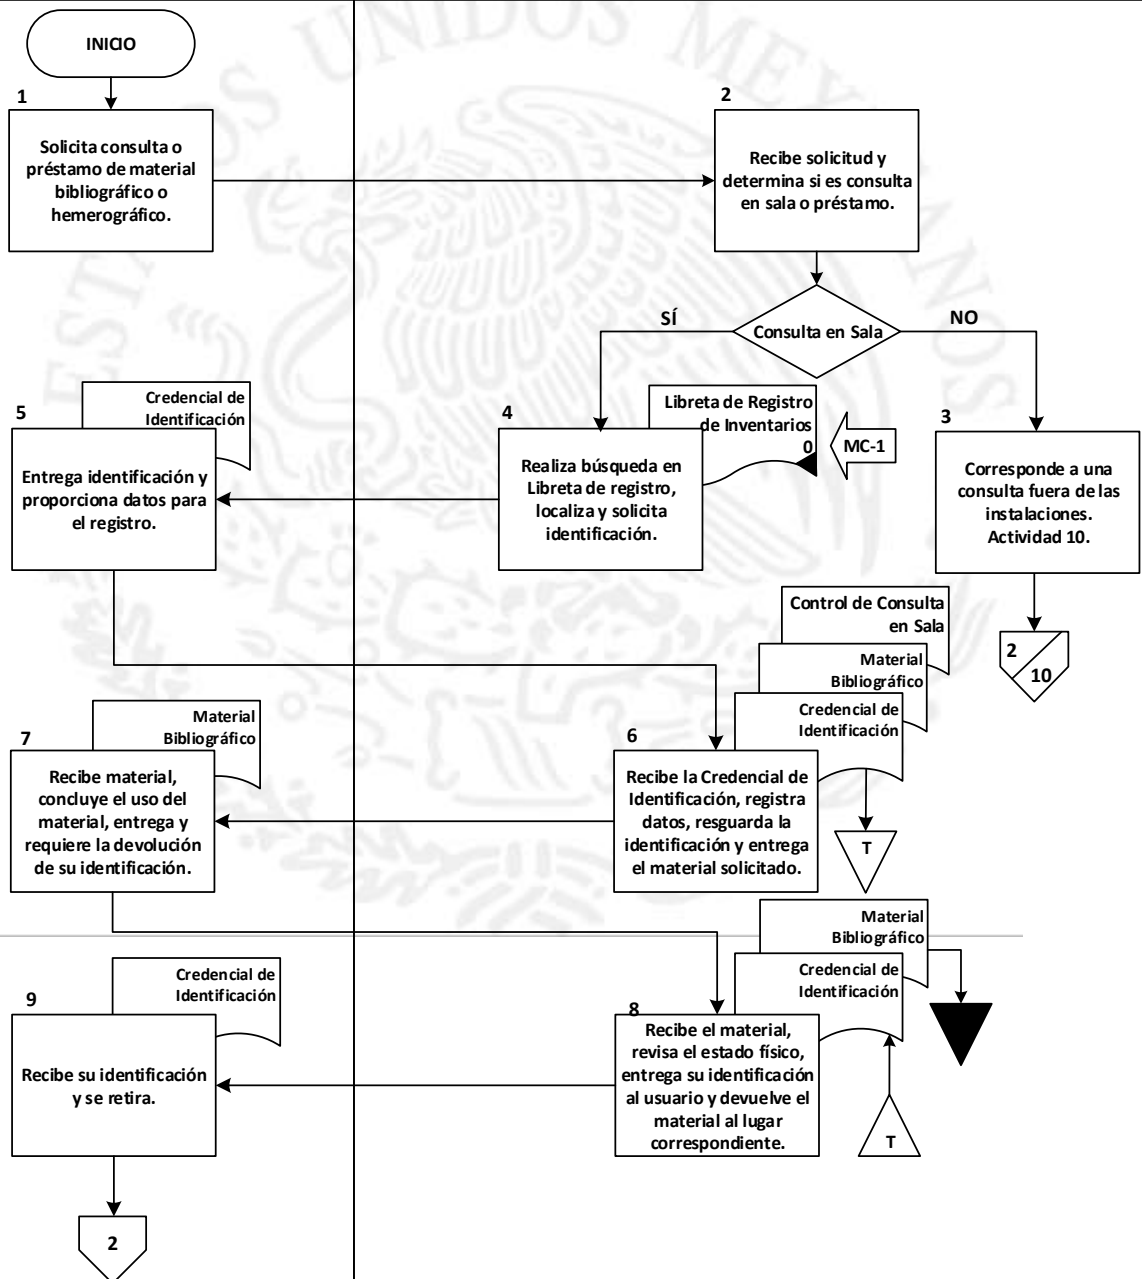 ESTADOS UNIDOS MEXICANOS
INICIO
1
Solicita consulta o
préstamo de material
bibliográfico o
hemerográfico.
2
Recibe solicitud y
determina si es consulta
en sala o préstamo.
Consulta en Sala
SÍ
NO
3
Corresponde a una
consulta fuera de las
instalaciones.
Actividad 10.
2
10
Libreta de Registro
de Inventarios
0
MC-1
4
Realiza búsqueda en
Libreta de registro,
localiza y solicita
identificación.
Credencial de
Identificación
5
Entrega identificación y
proporciona datos para
el registro.
Control de Consulta
en Sala
Material
Bibliográfico
Credencial de
Identificación
6
Recibe la Credencial de
Identificación, registra
datos, resguarda la
identificación y entrega
el material solicitado.
T
Material
Bibliográfico
7
Recibe material,
concluye el uso del
material, entrega y
requiere la devolución
de su identificación.
Material
Bibliográfico
Credencial de
Identificación
8
Recibe el material,
revisa el estado físico,
entrega su identificación
al usuario y devuelve el
material al lugar
correspondiente.
T
Credencial de
Identificación
9
Recibe su identificación
y se retira.
2